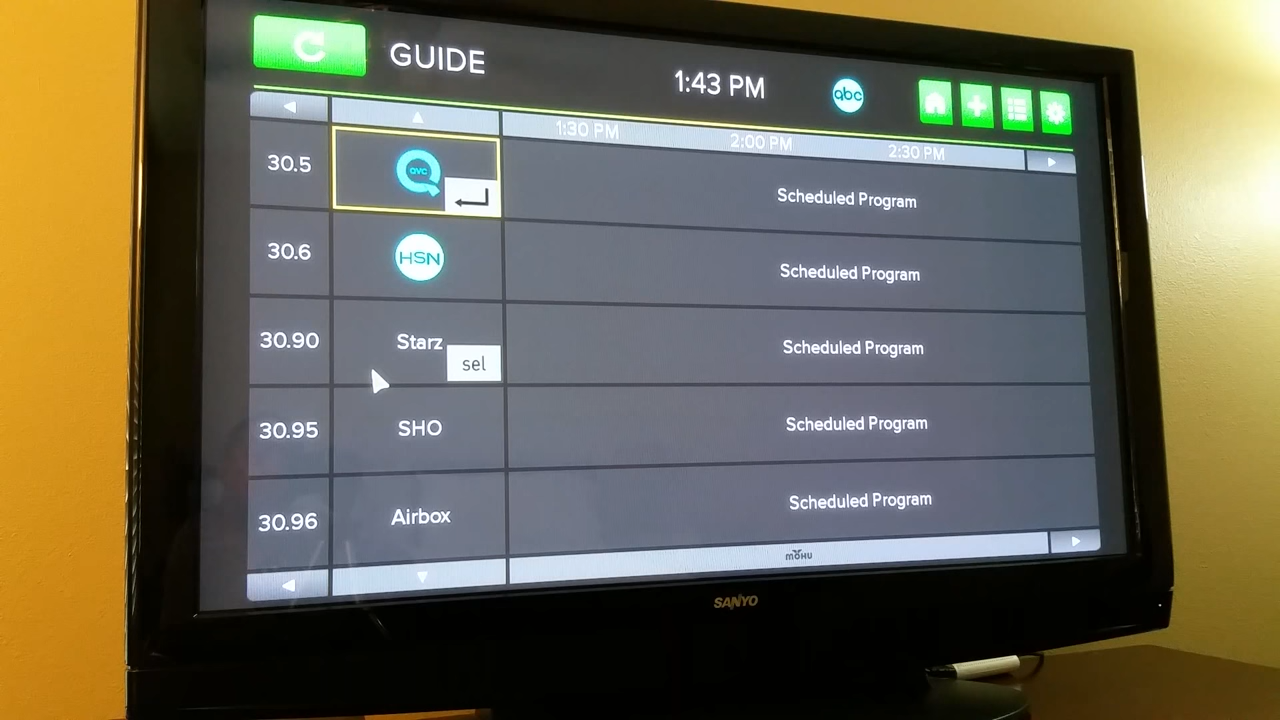 GUIDE
1:43 PM
abc
1:30 PM
2:00 PM
2:30 PM
30.5
QVC
Scheduled Program
30.6
HSN
Scheduled Program
30.90
Starz
sel
Scheduled Program
30.95
SHO
Scheduled Program
30.96
Airbox
Scheduled Program
mohu
SANYO